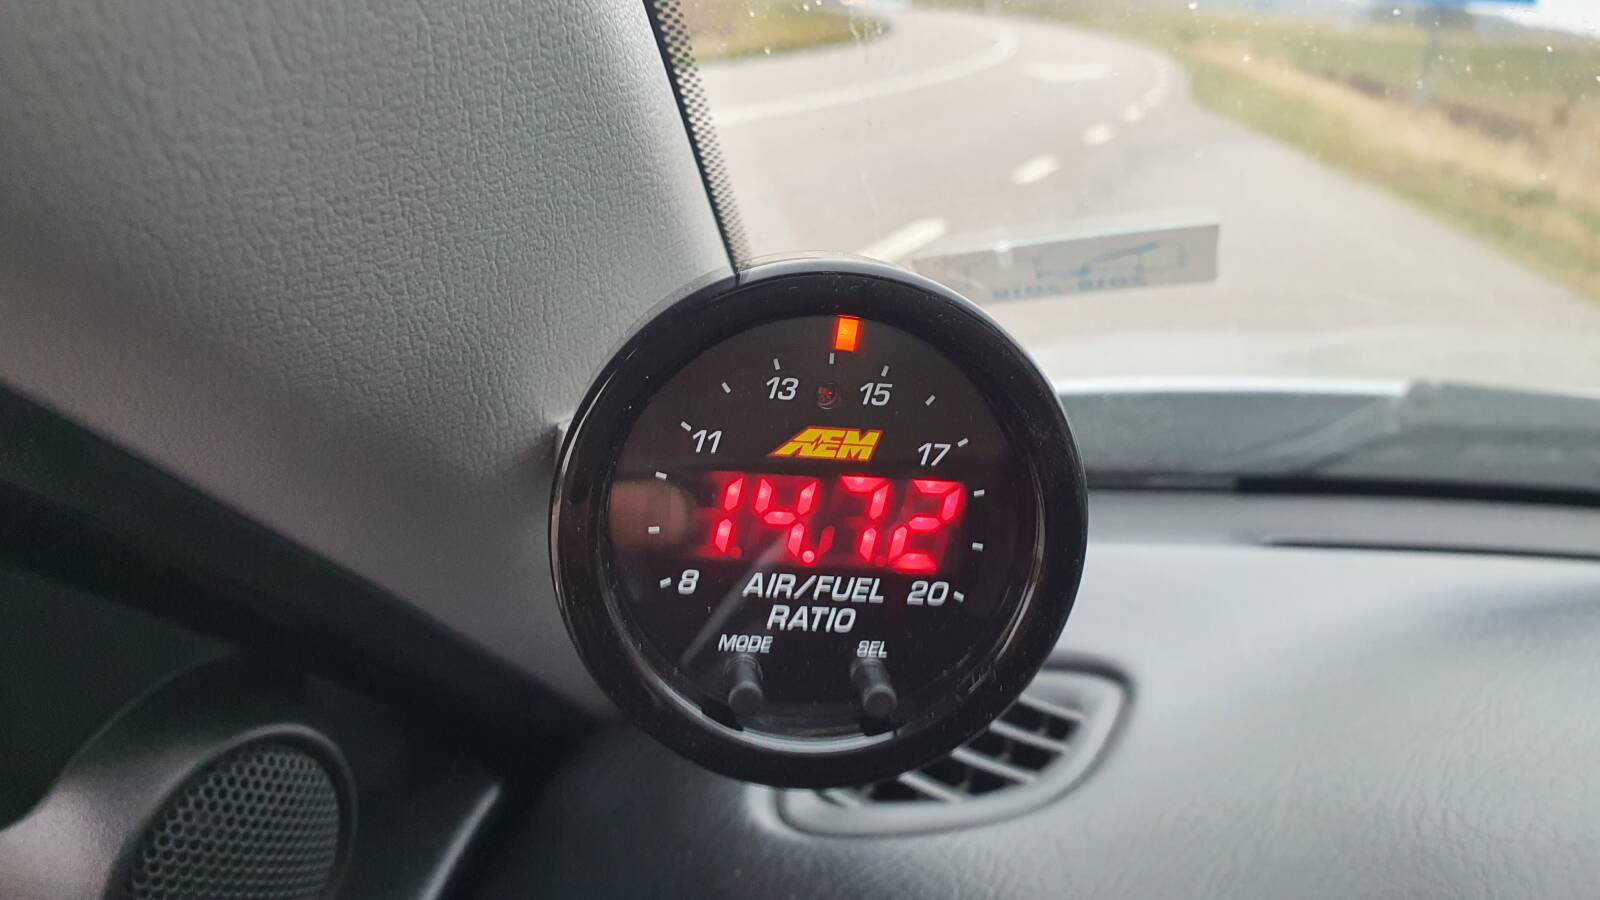 13 15
AEM
11 17
14.72
8 AIR/FUEL 20
RATIO
MODE SEL